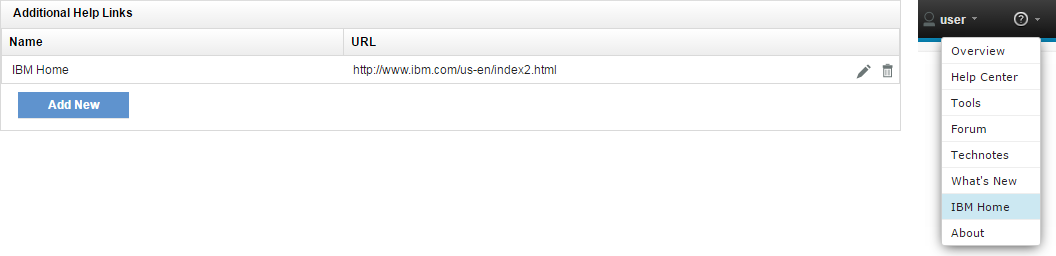 Additional Help Links
Name URL
IBM Home http://www.ibm.com/us-en/index2.html
Add New
user
Overview
Help Center
Tools
Forum
Technotes
What's New
IBM Home
About